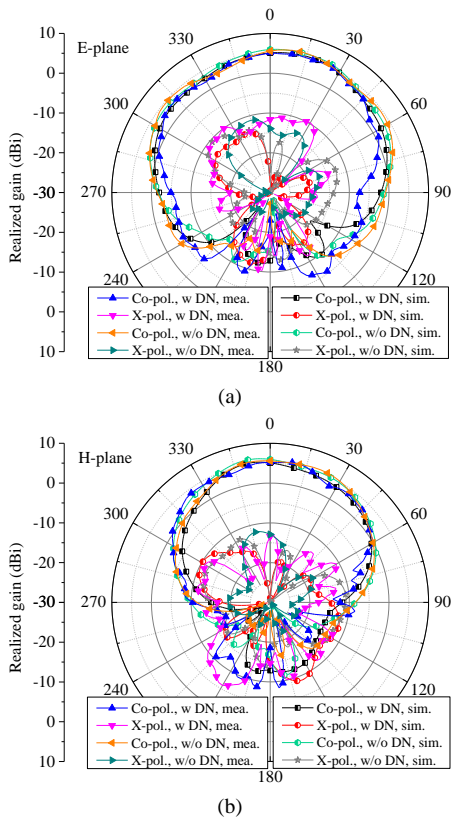 (a)
E-plane
0
30
60
90
120
180
240
270
300
330
10
0
-10
-20
-30
-20
-10
0
10
Realized gain (dBi)
Co-pol., w DN, mea.
X-pol., w DN, mea.
Co-pol., w/o DN, mea.
X-pol., w/o DN, mea.
Co-pol., w DN, sim.
X-pol., w DN, sim.
Co-pol., w/o DN, sim.
X-pol., w/o DN, sim.
(a)
H-plane
0
30
60
90
120
180
240
270
300
330
10
0
-10
-20
-30
-20
-10
0
10
Realized gain (dBi)
Co-pol., w DN, mea.
X-pol., w DN, mea.
Co-pol., w/o DN, mea.
X-pol., w/o DN, mea.
Co-pol., w DN, sim.
X-pol., w DN, sim.
Co-pol., w/o DN, sim.
X-pol., w/o DN, sim.
(b)